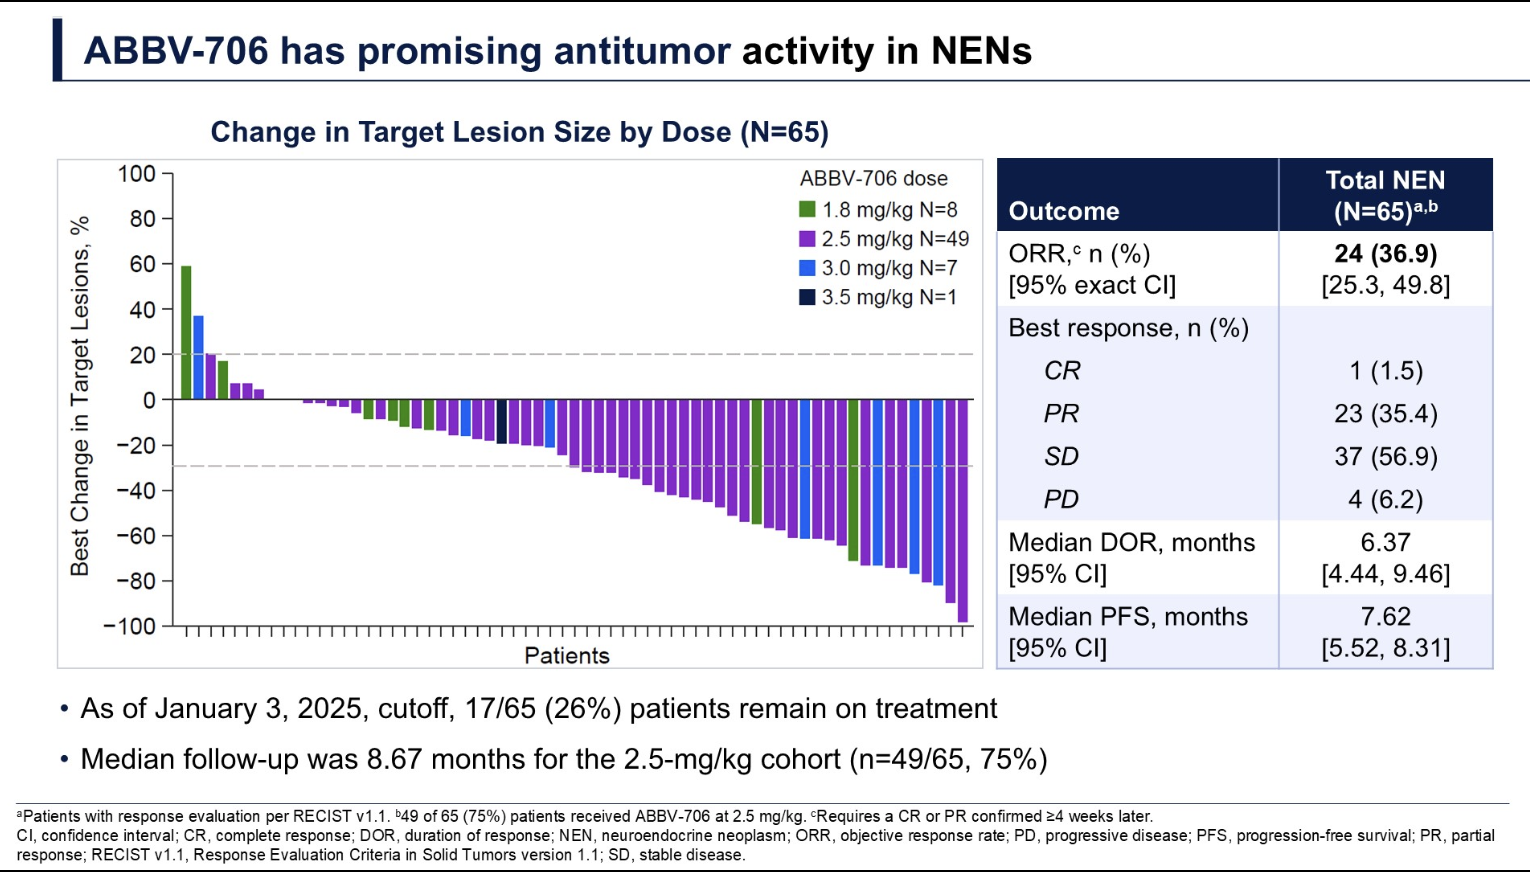 ABBV-706 has promising antitumor activity in NENs
Change in Target Lesion Size by Dose (N=65)
Best Change in Target Lesions, %
100
80
60
40
20
0
−20
−40
−60
−80
−100
Patients
ABBV-706 dose
1.8 mg/kg N=8
2.5 mg/kg N=49
3.0 mg/kg N=7
3.5 mg/kg N=1
Outcome
Total NEN
(N=65)ᵃ,ᵇ
ORR,ᶜ n (%)
24 (36.9)
[95% exact CI]
[25.3, 49.8]
Best response, n (%)
CR
1 (1.5)
PR
23 (35.4)
SD
37 (56.9)
PD
4 (6.2)
Median DOR, months
6.37
[95% CI]
[4.44, 9.46]
Median PFS, months
7.62
[95% CI]
[5.52, 8.31]
• As of January 3, 2025, cutoff, 17/65 (26%) patients remain on treatment
• Median follow-up was 8.67 months for the 2.5-mg/kg cohort (n=49/65, 75%)
ᵃPatients with response evaluation per RECIST v1.1. ᵇ49 of 65 (75%) patients received ABBV-706 at 2.5 mg/kg. ᶜRequires a CR or PR confirmed ≥4 weeks later.
CI, confidence interval; CR, complete response; DOR, duration of response; NEN, neuroendocrine neoplasm; ORR, objective response rate; PD, progressive disease; PFS, progression-free survival; PR, partial
response; RECIST v1.1, Response Evaluation Criteria in Solid Tumors version 1.1; SD, stable disease.